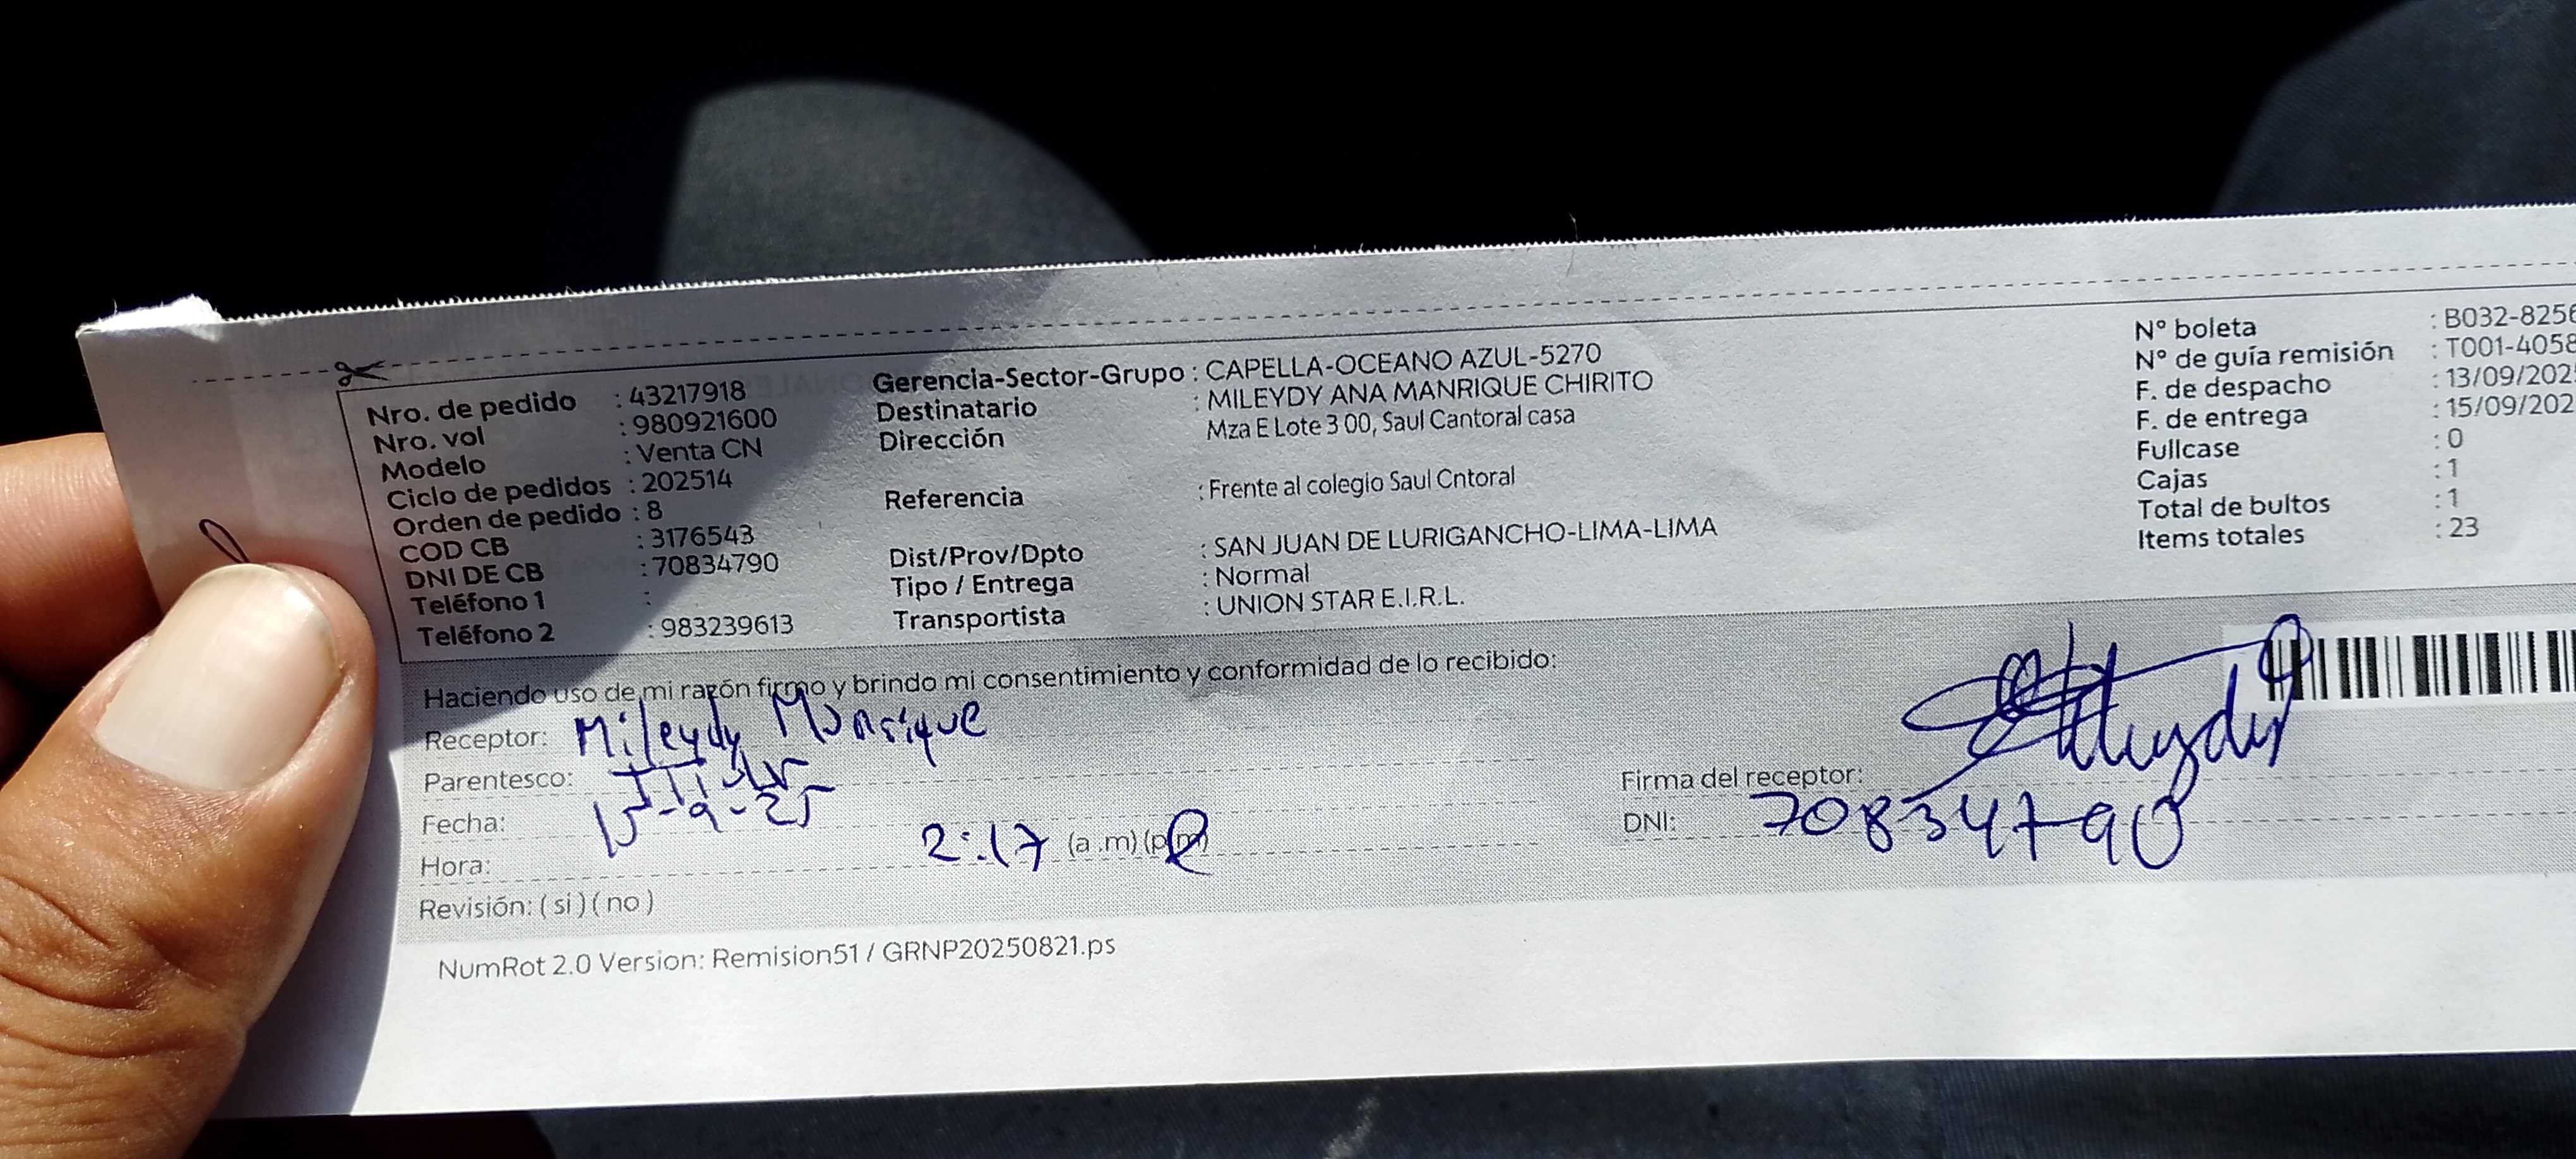 Nro. de pedido : 43217918
Nro. vol : 980921600
Modelo : Venta CN
Ciclo de pedidos : 202514
Orden de pedido : 8
COD CB : 3176543
DNI DE CB : 70834790
Teléfono 1 :
Teléfono 2 : 983239613
Gerencia-Sector-Grupo : CAPELLA-OCEANO AZUL-5270
Destinatario : MILEYDY ANA MANRIQUE CHIRITO
Dirección Mza E Lote 3 00, Saul Cantoral casa
Referencia : Frente al colegio Saul Cntoral
Dist/Prov/Dpto : SAN JUAN DE LURIGANCHO-LIMA-LIMA
Tipo / Entrega : Normal
Transportista : UNION STAR E.I.R.L.
N° boleta : B032-8256
N° de guía remisión : T001-4058
F. de despacho : 13/09/202
F. de entrega : 15/09/202
Fullcase : 0
Cajas : 1
Total de bultos : 1
Items totales : 23
Haciendo uso de mi razón firmo y brindo mi consentimiento y conformidad de lo recibido:
Receptor: Mileydy Manrique
Parentesco: Titular
Fecha: 15-9-25
Hora: 2:17 (a .m) (p.m)
Revisión: ( si ) ( no )
Firma del receptor: Mileydy
DNI: 70834790
NumRot 2.0 Version: Remision51 / GRNP20250821.ps